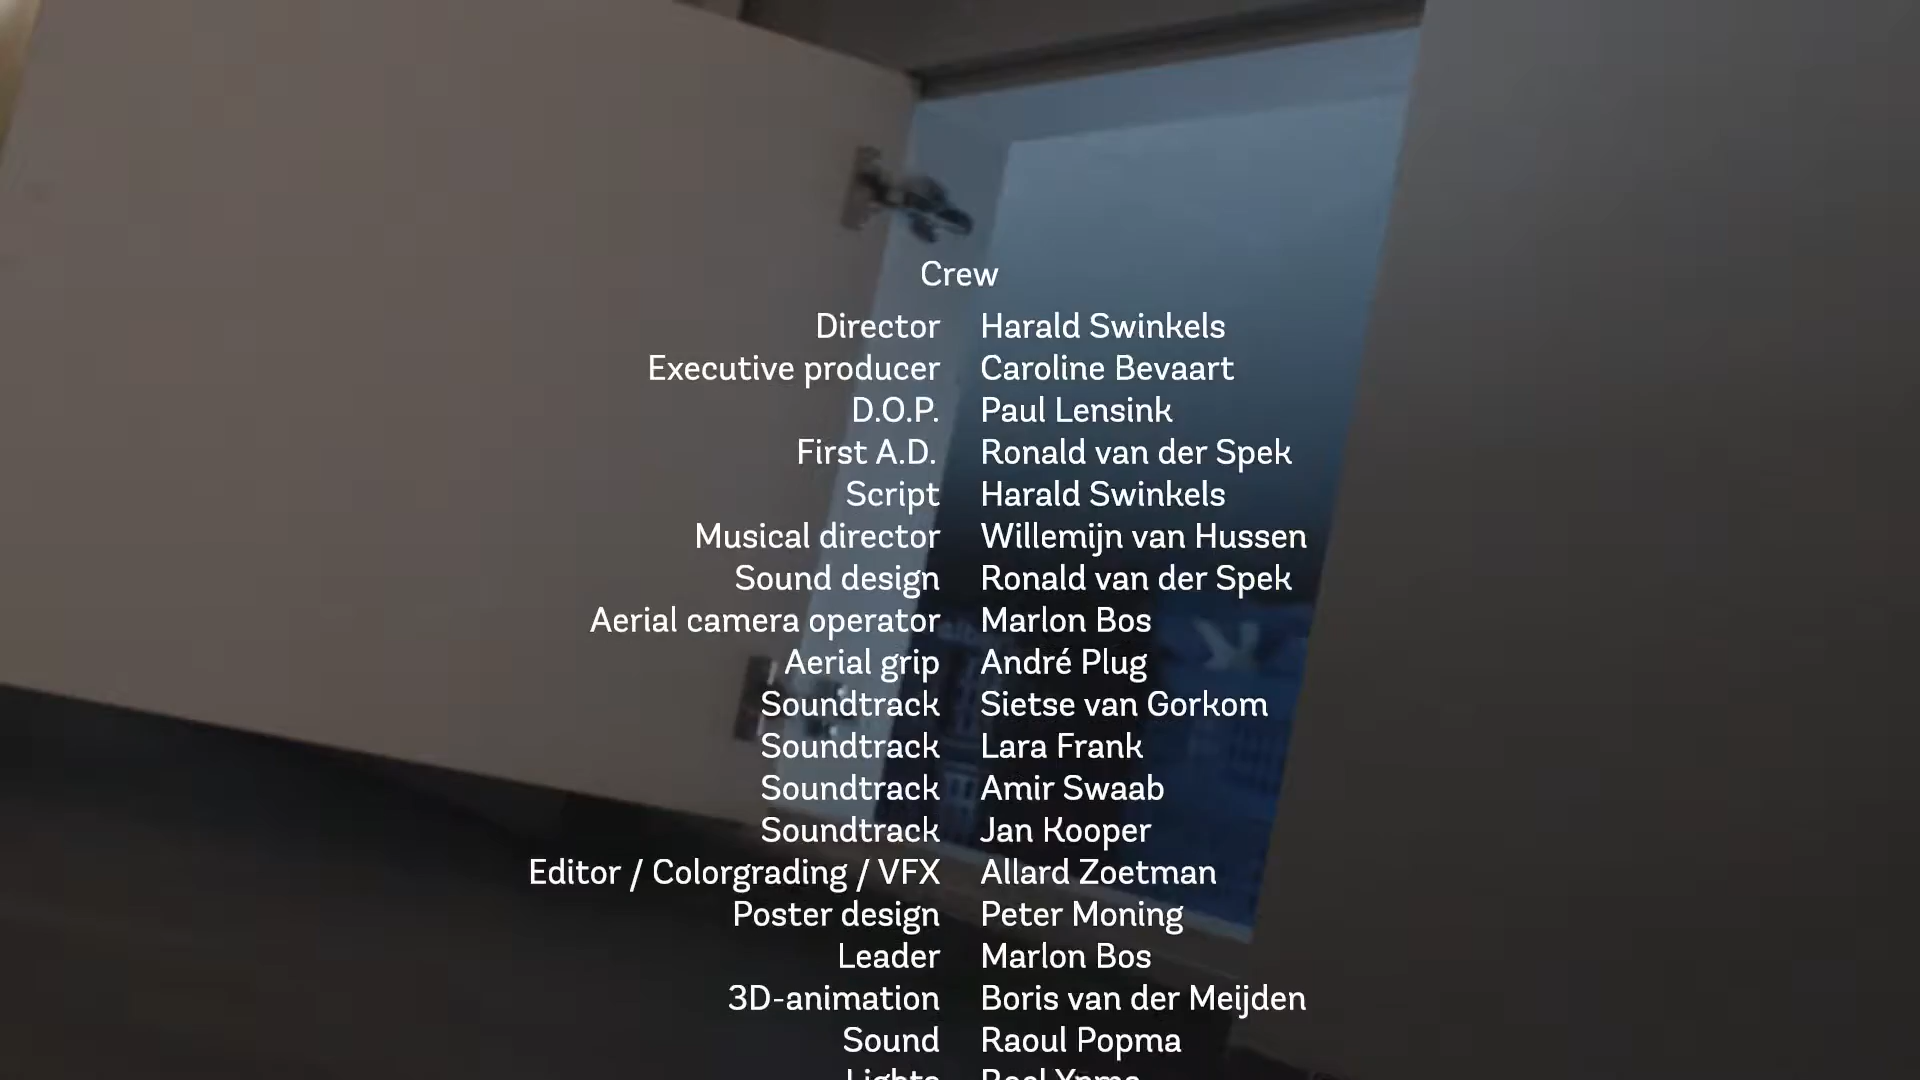 Crew
Director Harald Swinkels
Executive producer Caroline Bevaart
D.O.P. Paul Lensink
First A.D. Ronald van der Spek
Script Harald Swinkels
Musical director Willemijn van Hussen
Sound design Ronald van der Spek
Aerial camera operator Marlon Bos
Aerial grip André Plug
Soundtrack Sietse van Gorkom
Soundtrack Lara Frank
Soundtrack Amir Swaab
Soundtrack Jan Kooper
Editor / Colorgrading / VFX Allard Zoetman
Poster design Peter Moning
Leader Marlon Bos
3D-animation Boris van der Meijden
Sound Raoul Popma